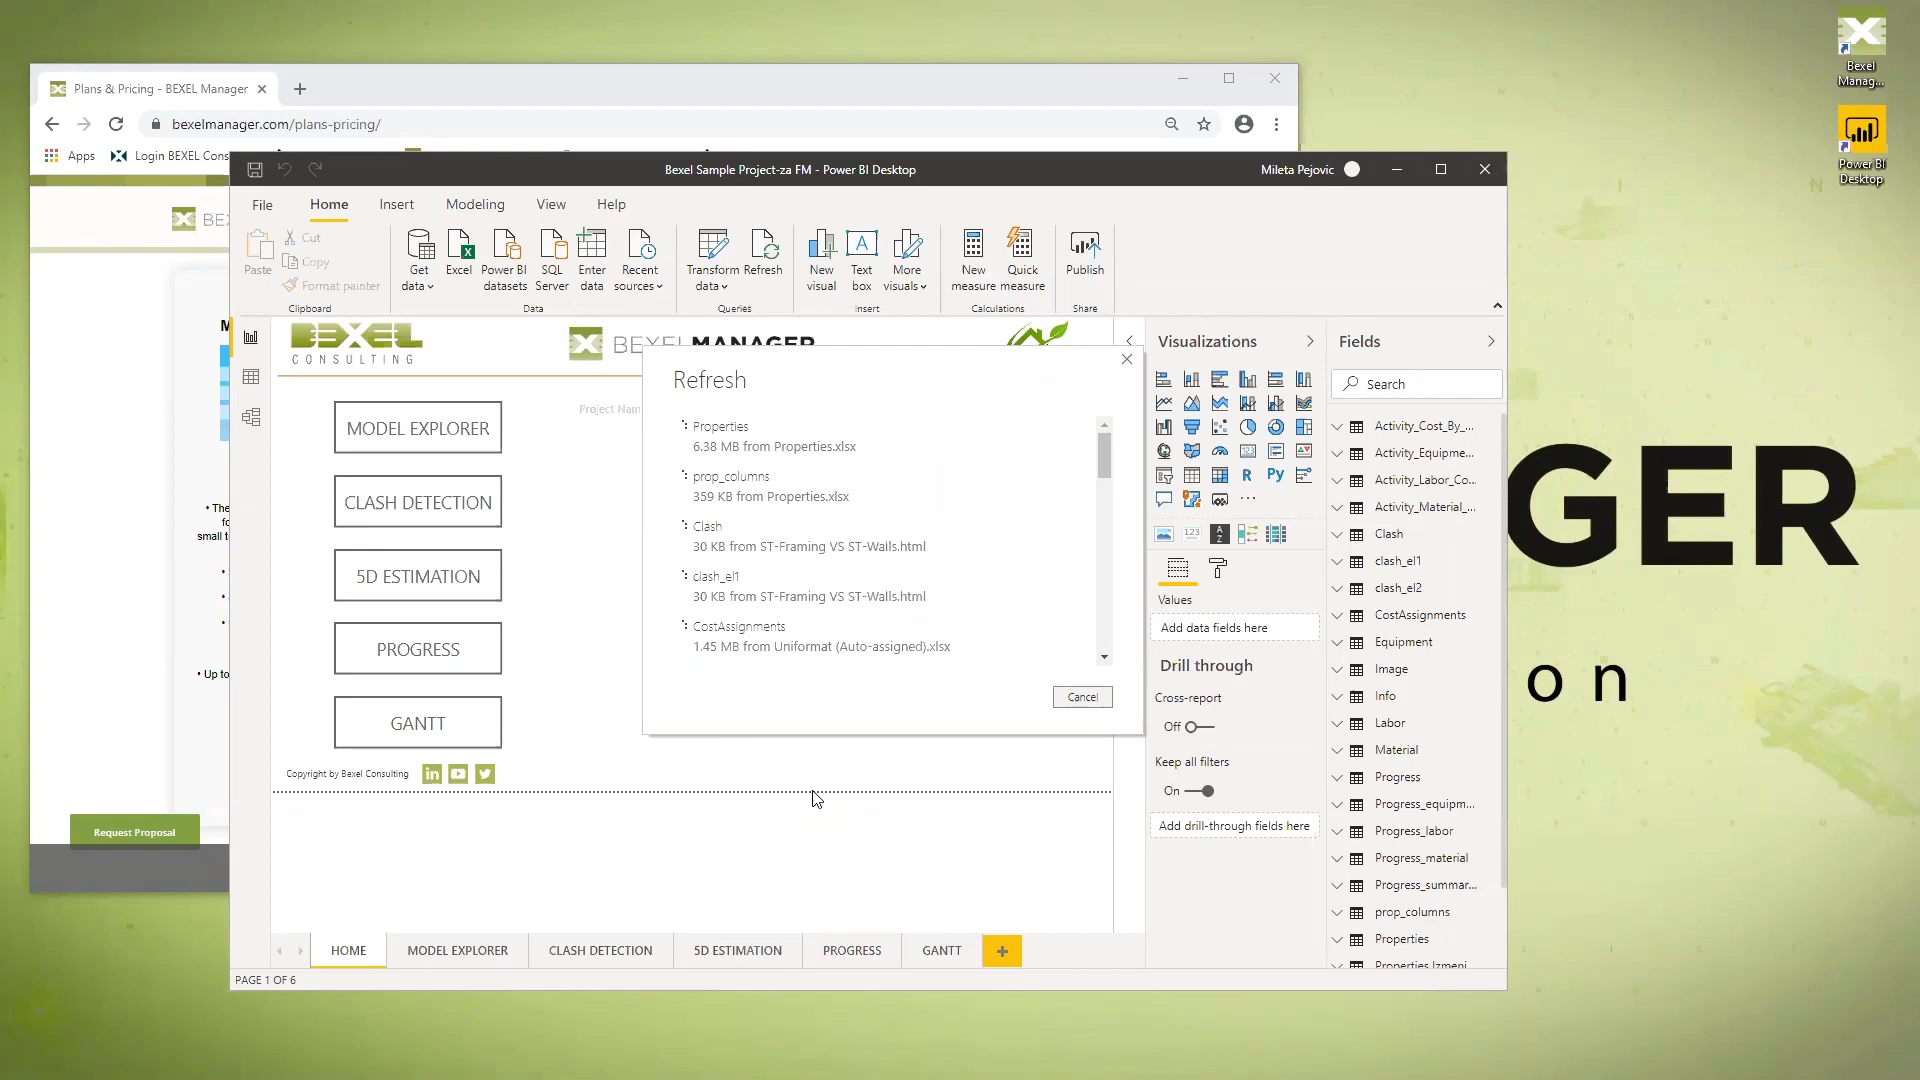 Plans & Pricing - BEXEL Manager
bexelmanager.com/plans-pricing/
Apps
Login BEXEL Cons
Bexel
Manag...
Power BI
Desktop
Bexel Sample Project-za FM - Power BI Desktop
Mileta Pejovic
File
Home
Insert
Modeling
View
Help
Paste
Cut
Copy
Format painter
Clipboard
Get
data
Excel
Power BI
datasets
SQL
Server
Enter
data
Recent
sources
Data
Transform
data
Refresh
Queries
New
visual
Text
box
More
visuals
Insert
New
measure
Quick
measure
Calculations
Publish
Share
BEXEL
CONSULTING
BEXEL MANAGER
Project Nam
MODEL EXPLORER
CLASH DETECTION
5D ESTIMATION
PROGRESS
GANTT
Copyright by Bexel Consulting
Refresh
Properties
6.38 MB from Properties.xlsx
prop_columns
359 KB from Properties.xlsx
Clash
30 KB from ST-Framing VS ST-Walls.html
clash_el1
30 KB from ST-Framing VS ST-Walls.html
CostAssignments
1.45 MB from Uniformat (Auto-assigned).xlsx
Cancel
Visualizations
Values
Add data fields here
Drill through
Cross-report
Off
Keep all filters
On
Add drill-through fields here
Fields
Search
Activity_Cost_By_...
Activity_Equipme...
Activity_Labor_Co...
Activity_Material_...
Clash
clash_el1
clash_el2
CostAssignments
Equipment
Image
Info
Labor
Material
Progress
Progress_equipm...
Progress_labor
Progress_material
Progress_summar...
prop_columns
Properties
HOME
MODEL EXPLORER
CLASH DETECTION
5D ESTIMATION
PROGRESS
GANTT
PAGE 1 OF 6
BEX
M
• The
fo
small t
• Up to
Request Proposal
GER
on